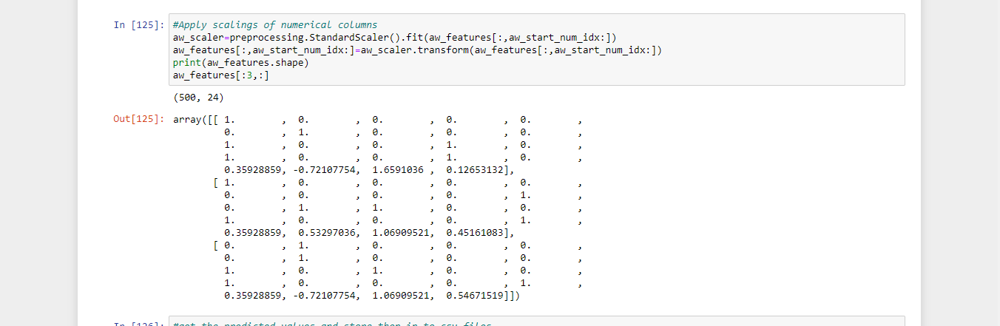 In [125]: #Apply scalings of numerical columns
aw_scaler=preprocessing.StandardScaler().fit(aw_features[:,aw_start_num_idx:])
aw_features[:,aw_start_num_idx:]=aw_scaler.transform(aw_features[:,aw_start_num_idx:])
print(aw_features.shape)
aw_features[:3,:]
(500, 24)
Out[125]: array([[ 1.        ,  0.        ,  0.        ,  0.        ,  0.        ,
0.        ,  1.        ,  0.        ,  0.        ,  0.        ,
1.        ,  0.        ,  0.        ,  1.        ,  0.        ,
1.        ,  0.        ,  0.        ,  1.        ,  0.        ,
0.35928859, -0.72107754,  1.6591036 ,  0.12653132],
[ 1.        ,  0.        ,  0.        ,  0.        ,  0.        ,
0.        ,  0.        ,  0.        ,  0.        ,  1.        ,
0.        ,  1.        ,  1.        ,  0.        ,  0.        ,
1.        ,  0.        ,  0.        ,  0.        ,  1.        ,
0.35928859,  0.53297036,  1.06909521,  0.45161083],
[ 0.        ,  1.        ,  0.        ,  0.        ,  0.        ,
0.        ,  1.        ,  0.        ,  0.        ,  0.        ,
1.        ,  0.        ,  1.        ,  0.        ,  0.        ,
1.        ,  0.        ,  0.        ,  0.        ,  1.        ,
0.35928859, -0.72107754,  1.06909521,  0.54671519]])
In [126]: #get the predicted values and store then in to csv files